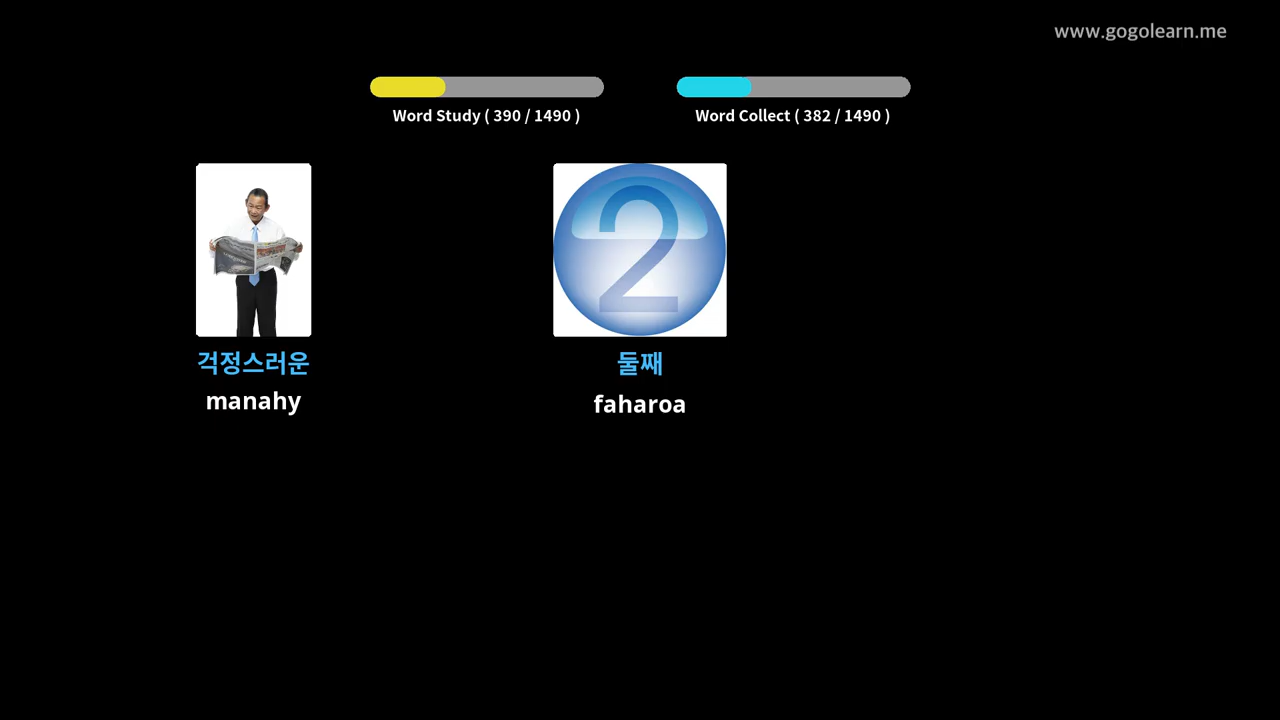 www.gogolearn.me
Word Study ( 390 / 1490 )
Word Collect ( 382 / 1490 )
2
걱정스러운
manahy
둘째
faharoa